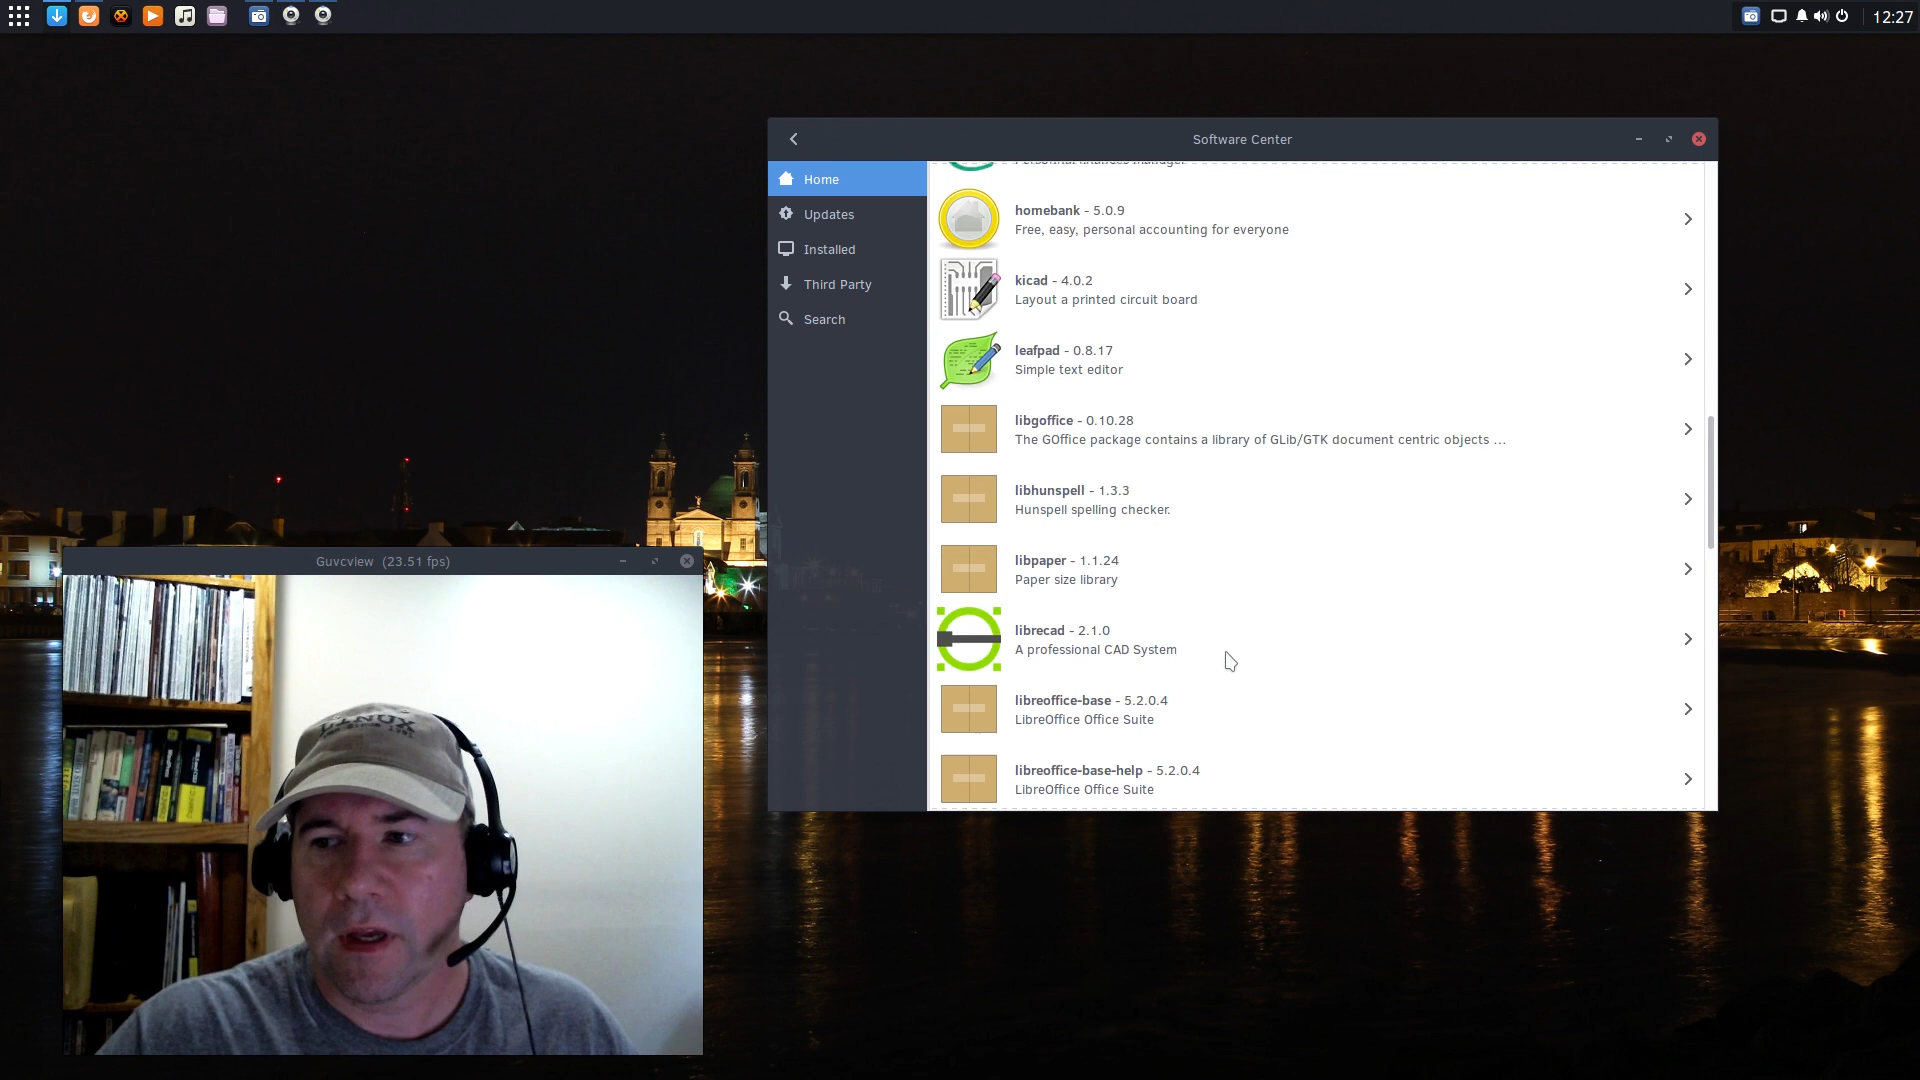 12:27
Software Center
Home
Updates
Installed
Third Party
Search
Personal finances manager
homebank - 5.0.9
Free, easy, personal accounting for everyone
kicad - 4.0.2
Layout a printed circuit board
leafpad - 0.8.17
Simple text editor
libgoffice - 0.10.28
The GOffice package contains a library of GLib/GTK document centric objects ...
libhunspell - 1.3.3
Hunspell spelling checker.
libpaper - 1.1.24
Paper size library
librecad - 2.1.0
A professional CAD System
libreoffice-base - 5.2.0.4
LibreOffice Office Suite
libreoffice-base-help - 5.2.0.4
LibreOffice Office Suite
Guvcview (23.51 fps)
LINUX